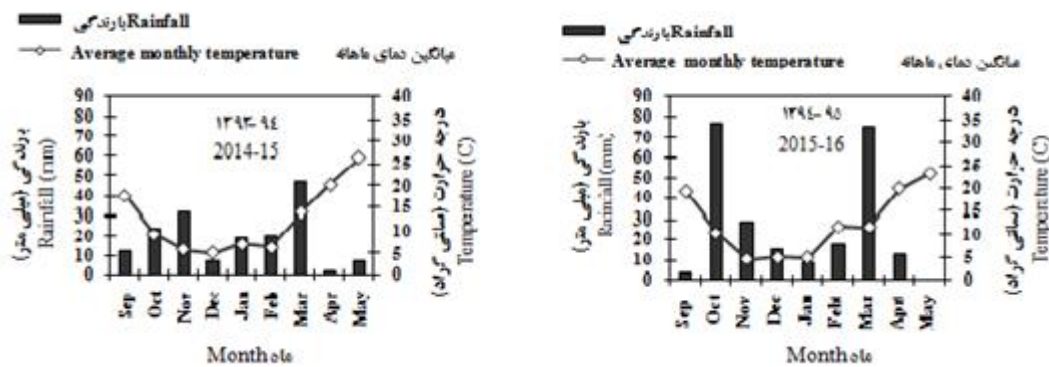 بارندگی Rainfall
Average monthly temperature میانگین دمای ماهانه
۱۳۹۳-۹۴
2014-15
بارندگی (میلی متر)
Rainfall (mm)
90
80
70
60
50
40
30
20
10
0
درجه حرارت (سانتی گراد)
Temperature (C)
40
35
30
25
20
15
10
5
0
Sep
Oct
Nov
Dec
Jan
Feb
Mar
Apr
May
Month ماه
بارندگی Rainfall
Average monthly temperature میانگین دمای ماهانه
۱۳۹٤-۹۵
2015-16
بارندگی (میلی متر)
Rainfall (mm)
90
80
70
60
50
40
30
20
10
0
درجه حرارت (سانتی گراد)
Temperature (C)
40
35
30
25
20
15
10
5
0
Sep
Oct
Nov
Dec
Jan
Feb
Mar
Apr
May
Month ماه